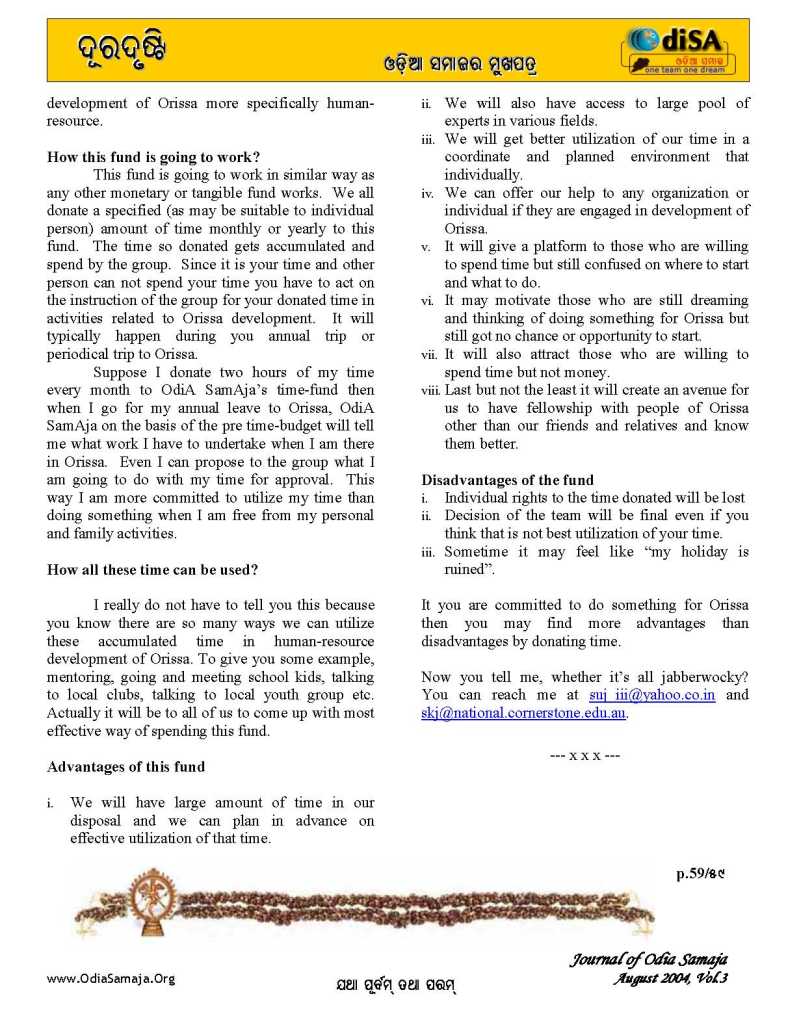 ଦୂରଦୃଷ୍ଟି
ଓଡ଼ିଆ ସମାଜର ମୁଖପତ୍ର
OdiSA
ଓଡ଼ିଆ ସମାଜ
one team one dream
development of Orissa more specifically human-
resource.
How this fund is going to work?
This fund is going to work in similar way as
any other monetary or tangible fund works. We all
donate a specified (as may be suitable to individual
person) amount of time monthly or yearly to this
fund. The time so donated gets accumulated and
spend by the group. Since it is your time and other
person can not spend your time you have to act on
the instruction of the group for your donated time in
activities related to Orissa development. It will
typically happen during you annual trip or
periodical trip to Orissa.
Suppose I donate two hours of my time
every month to OdiA SamAja's time-fund then
when I go for my annual leave to Orissa, OdiA
SamAja on the basis of the pre time-budget will tell
me what work I have to undertake when I am there
in Orissa. Even I can propose to the group what I
am going to do with my time for approval. This
way I am more committed to utilize my time than
doing something when I am free from my personal
and family activities.
How all these time can be used?
I really do not have to tell you this because
you know there are so many ways we can utilize
these accumulated time in human-resource
development of Orissa. To give you some example,
mentoring, going and meeting school kids, talking
to local clubs, talking to local youth group etc.
Actually it will be to all of us to come up with most
effective way of spending this fund.
Advantages of this fund
i. We will have large amount of time in our
disposal and we can plan in advance on
effective utilization of that time.
ii. We will also have access to large pool of
experts in various fields.
iii. We will get better utilization of our time in a
coordinate and planned environment that
individually.
iv. We can offer our help to any organization or
individual if they are engaged in development of
Orissa.
v. It will give a platform to those who are willing
to spend time but still confused on where to start
and what to do.
vi. It may motivate those who are still dreaming
and thinking of doing something for Orissa but
still got no chance or opportunity to start.
vii. It will also attract those who are willing to
spend time but not money.
viii. Last but not the least it will create an avenue for
us to have fellowship with people of Orissa
other than our friends and relatives and know
them better.
Disadvantages of the fund
i. Individual rights to the time donated will be lost
ii. Decision of the team will be final even if you
think that is not best utilization of your time.
iii. Sometime it may feel like “my holiday is
ruined”.
It you are committed to do something for Orissa
then you may find more advantages than
disadvantages by donating time.
Now you tell me, whether it's all jabberwocky?
You can reach me at suj_iii@yahoo.co.in and
skj@national.cornerstone.edu.au.
--- x x x ---
p.59/୫୯
Journal of Odia Samaja
www.OdiaSamaja.Org
ଯଥା ପୂର୍ବମ୍ ତଥା ପରମ୍
August 2004, Vol.3